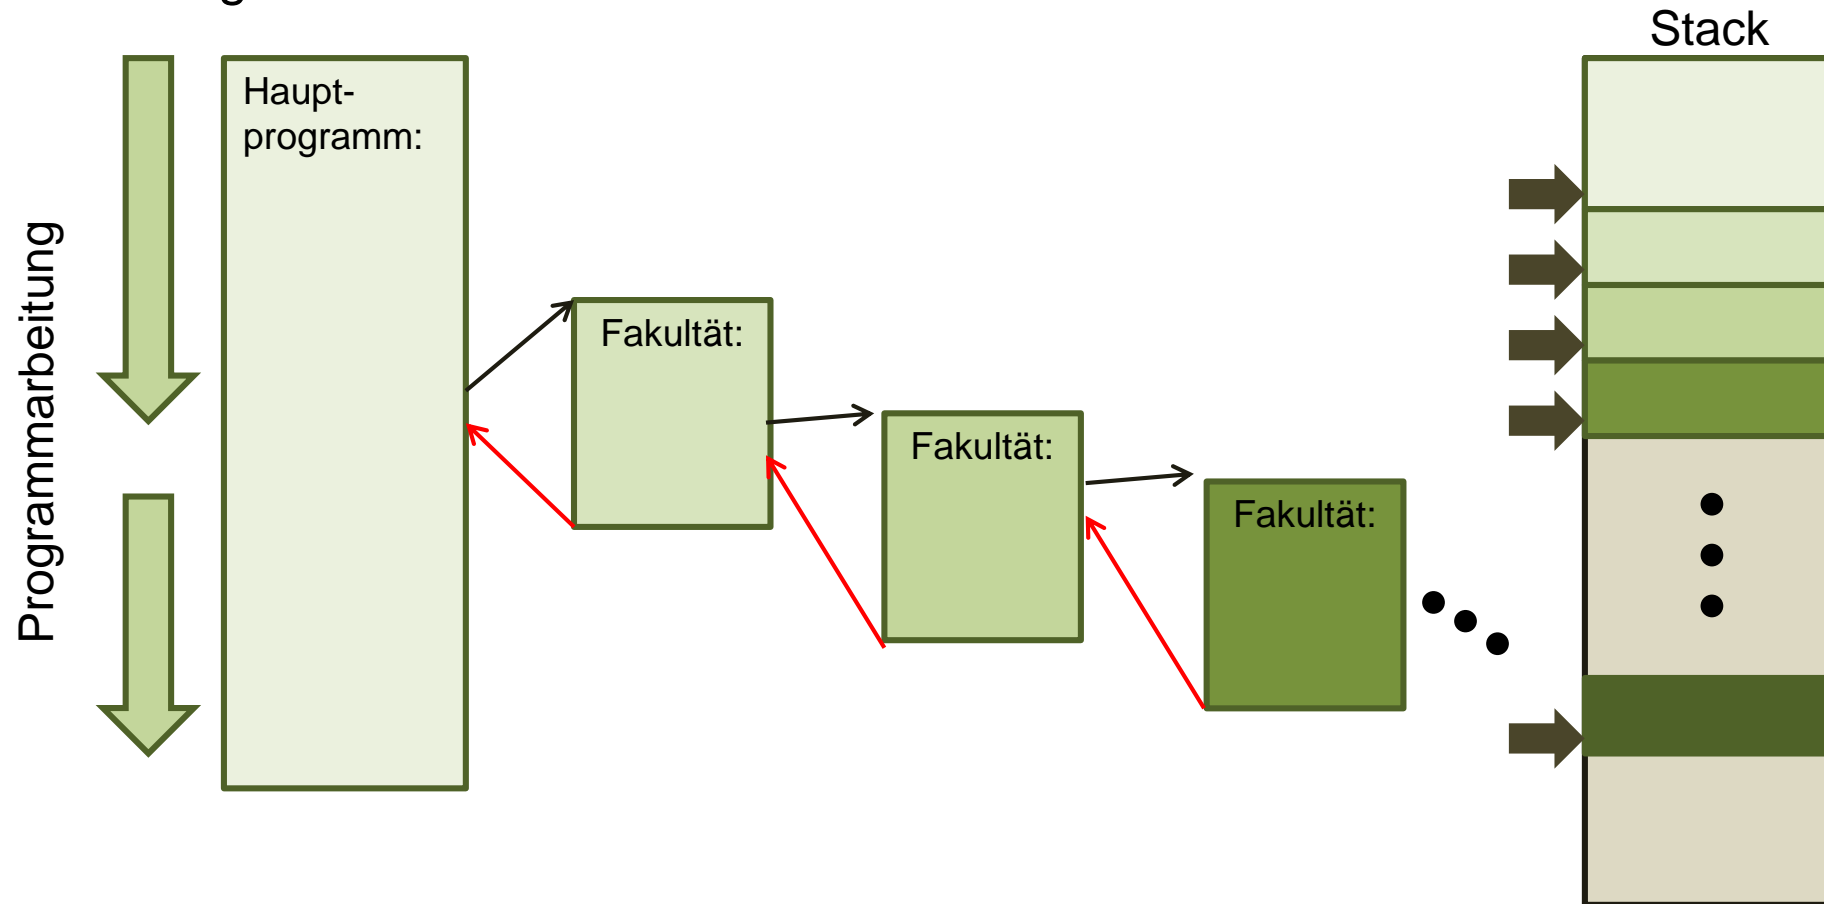 Stack
Haupt-
programm:
Programmarbeitung
Fakultät:
Fakultät:
Fakultät: